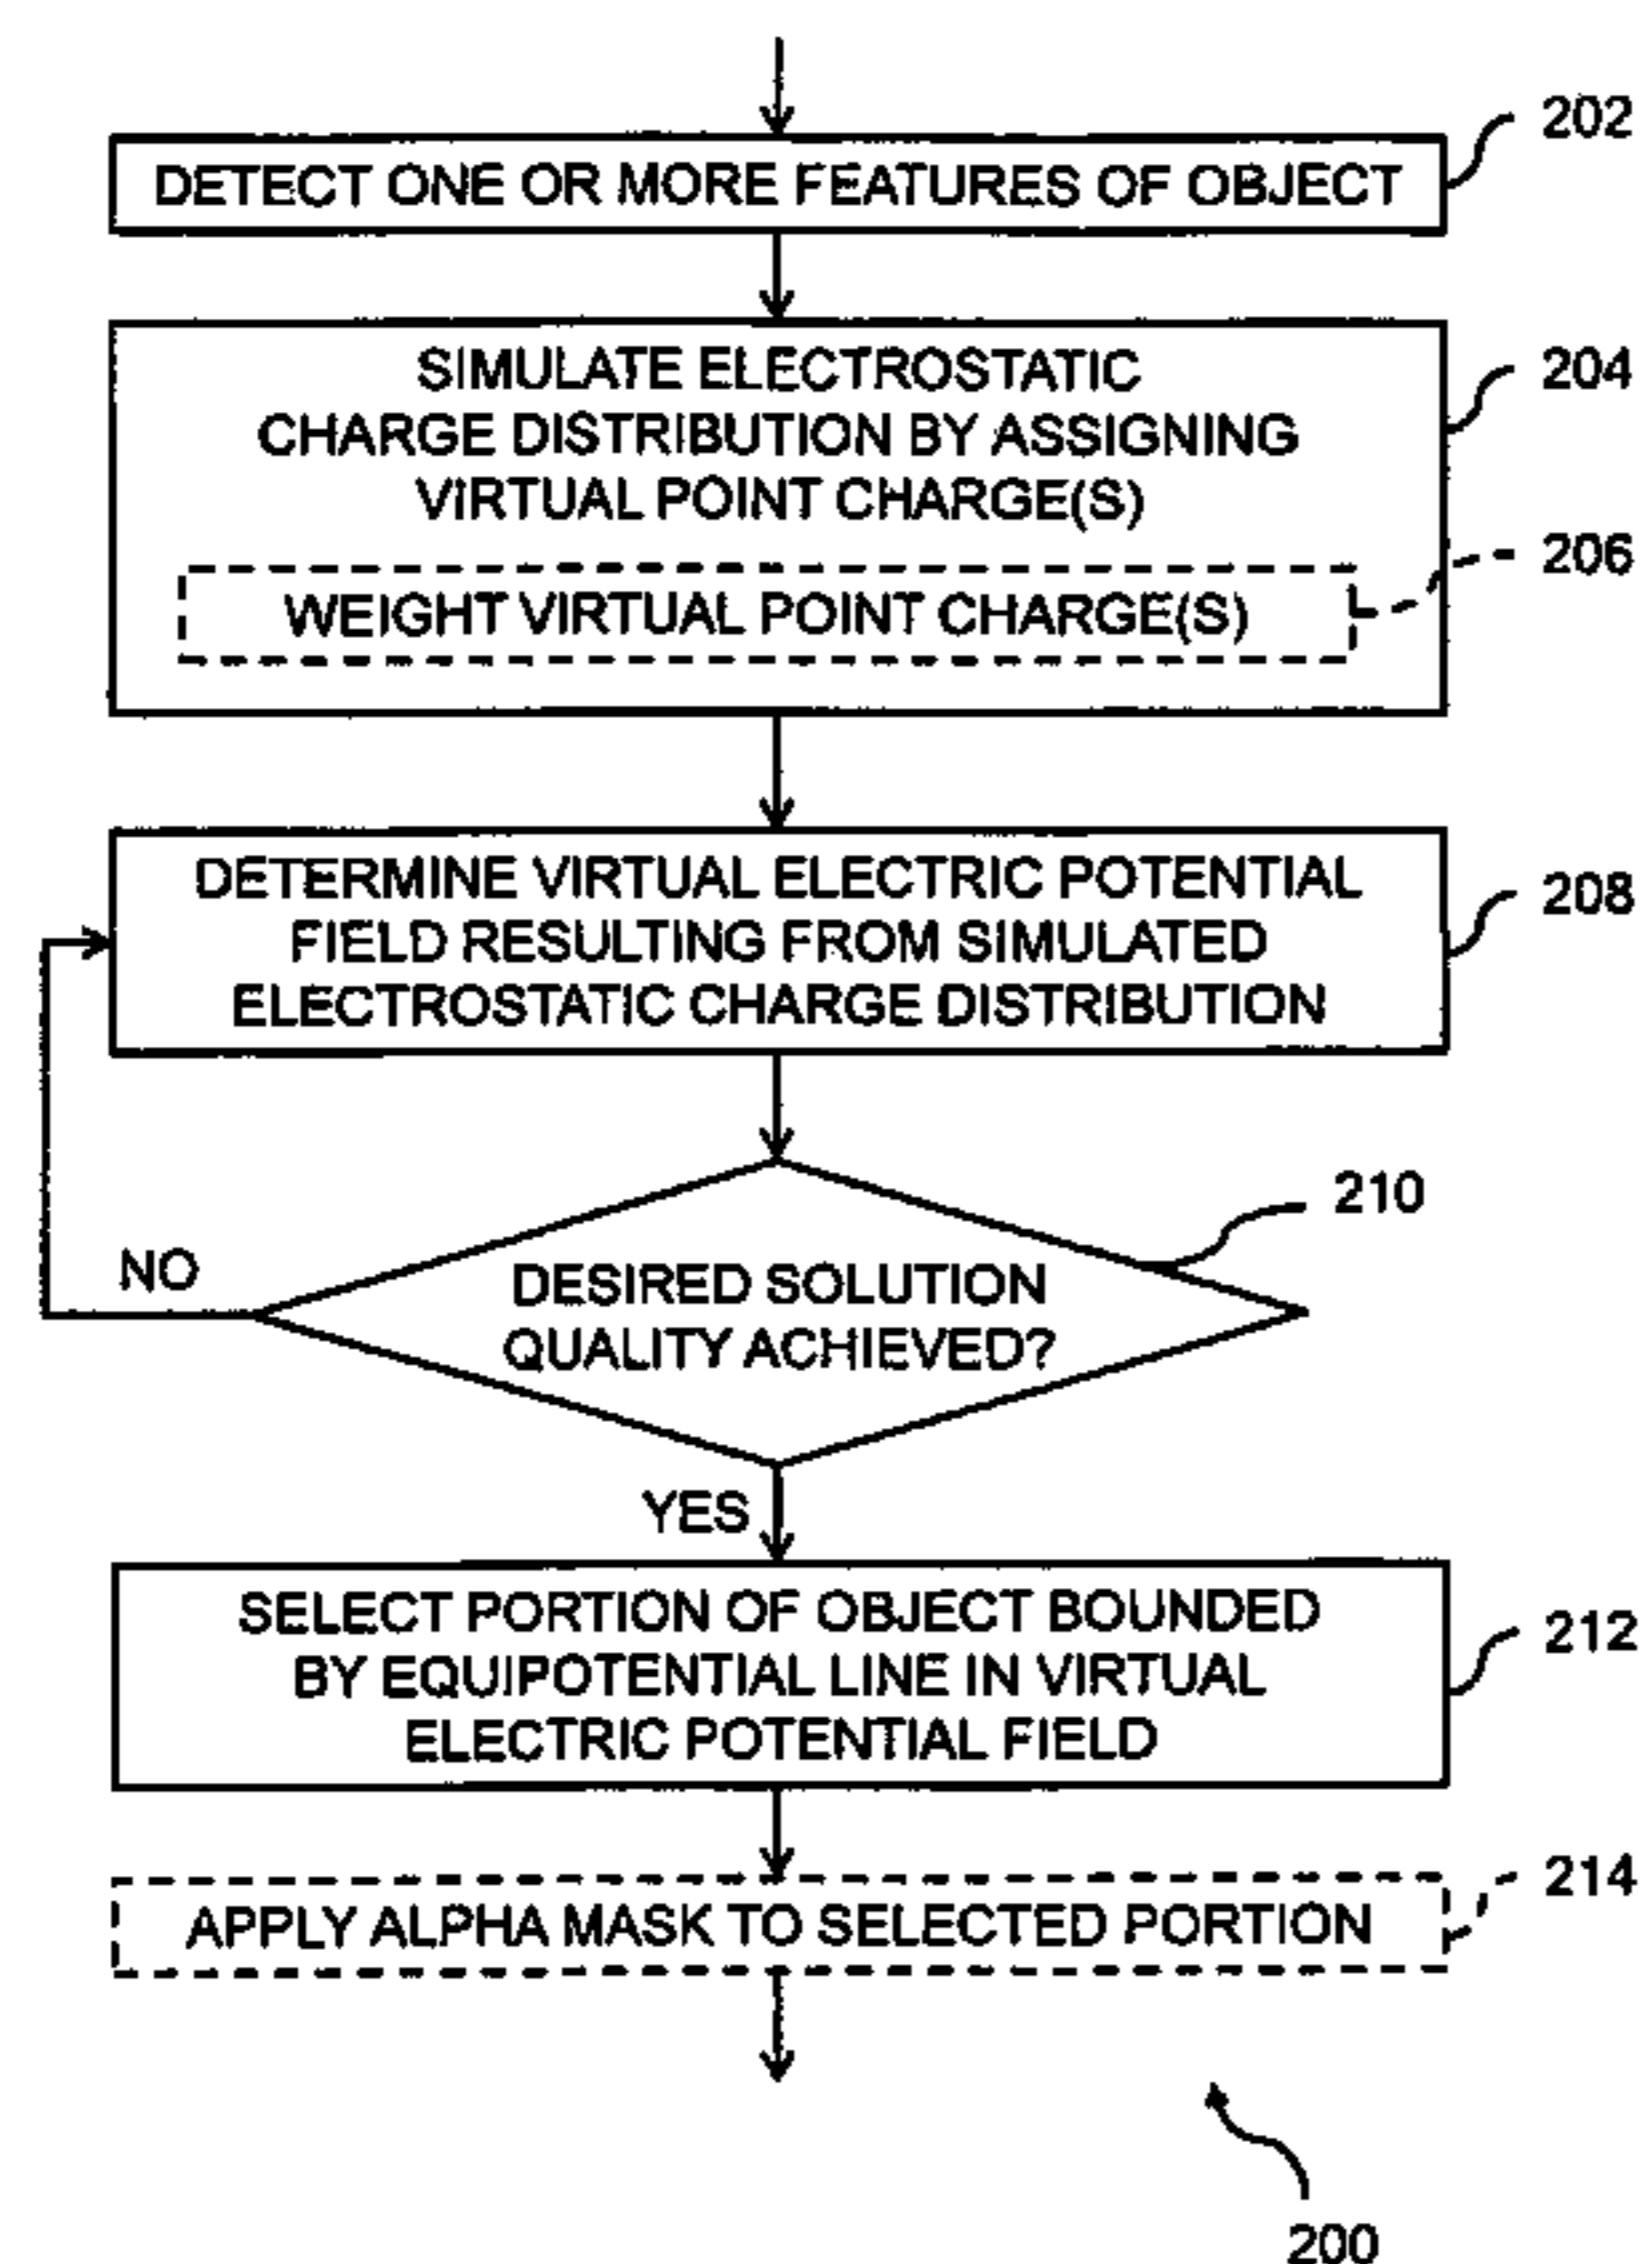 202
DETECT ONE OR MORE FEATURES OF OBJECT
204
SIMULATE ELECTROSTATIC
CHARGE DISTRIBUTION BY ASSIGNING
VIRTUAL POINT CHARGE(S)
206
WEIGHT VIRTUAL POINT CHARGE(S)
DETERMINE VIRTUAL ELECTRIC POTENTIAL
FIELD RESULTING FROM SIMULATED
ELECTROSTATIC CHARGE DISTRIBUTION
208
210
NO
DESIRED SOLUTION
QUALITY ACHIEVED?
YES
SELECT PORTION OF OBJECT BOUNDED
BY EQUIPOTENTIAL LINE IN VIRTUAL
ELECTRIC POTENTIAL FIELD
212
214
APPLY ALPHA MASK TO SELECTED PORTION
200